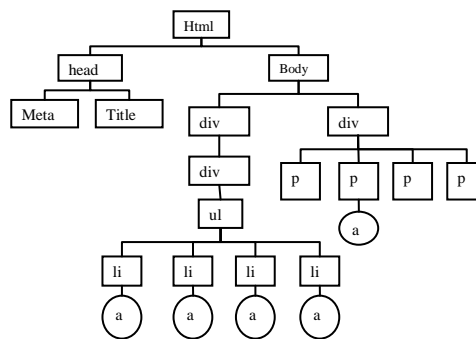 Html
head Body
Meta Title
div div
div p p p p
ul a
li li li li
a a a a